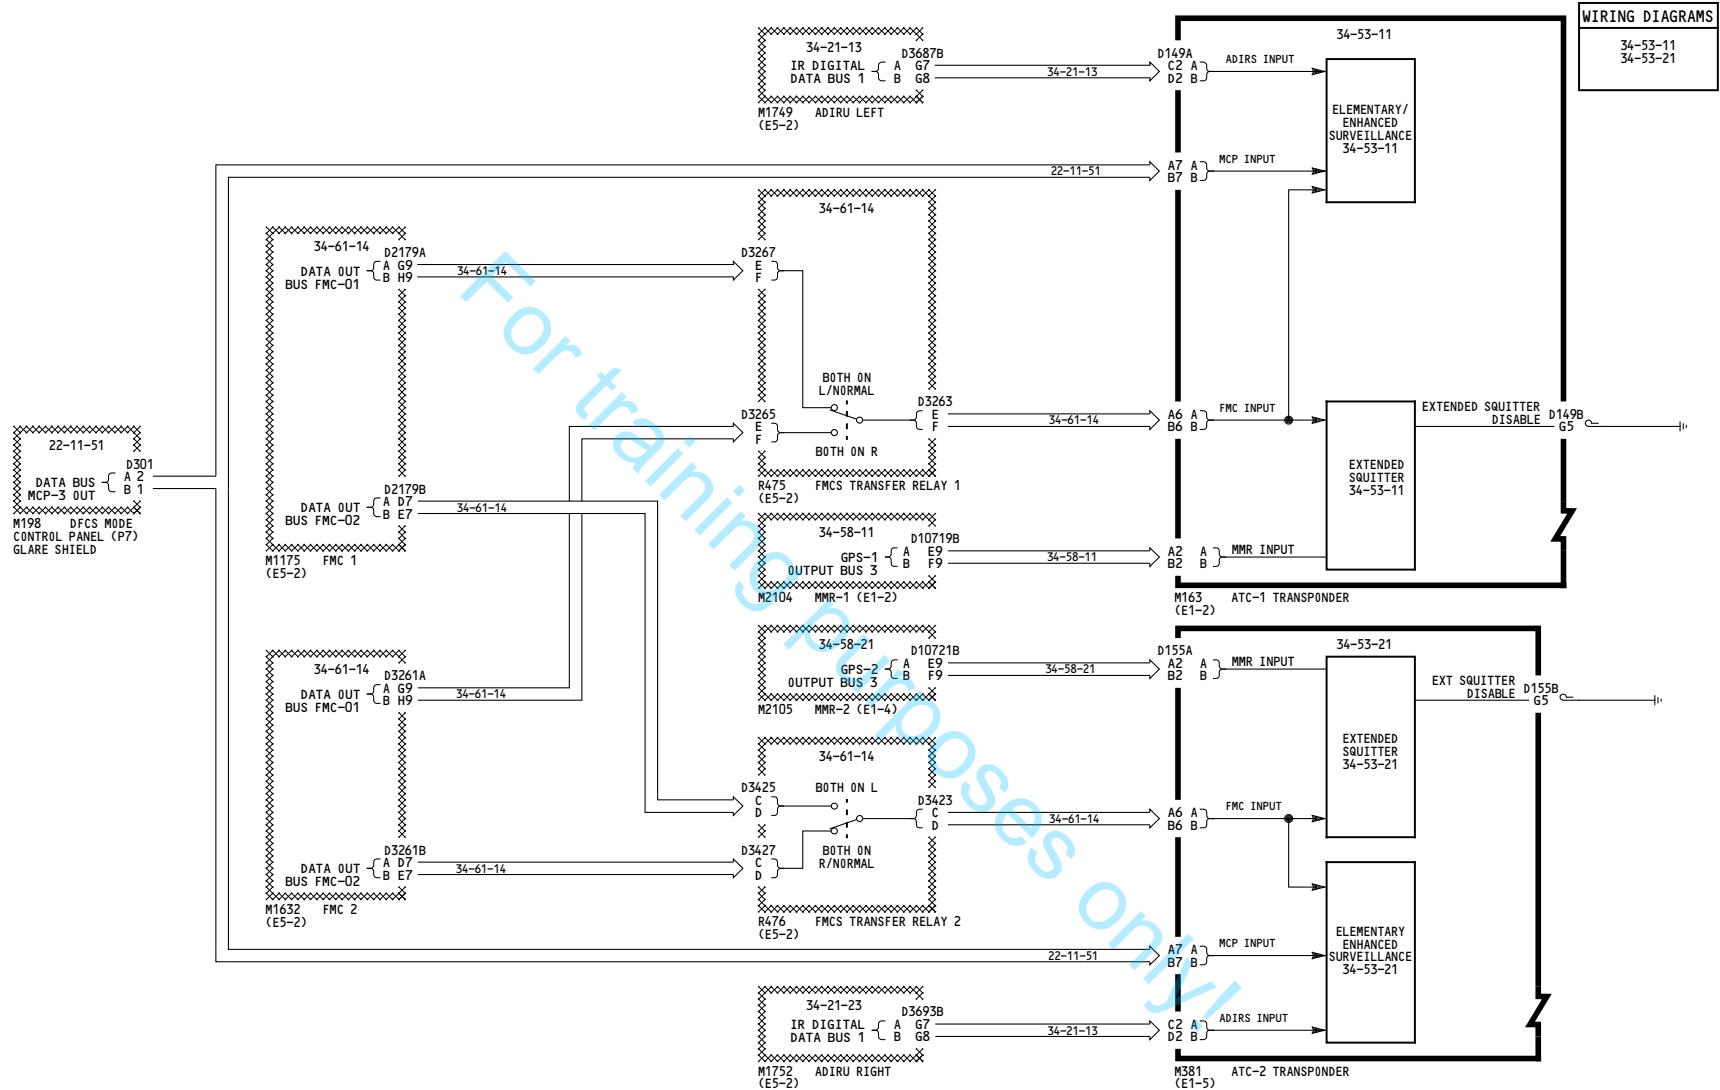 WIRING DIAGRAMS
34-53-11
34-53-21
34-21-13
D3687B
IR DIGITAL
DATA BUS 1
A G7
B G8
M1749 ADIRU LEFT
(E5-2)
34-21-13
34-53-11
D149A
C2 A
D2 B
ADIRS INPUT
ELEMENTARY/
ENHANCED
SURVEILLANCE
34-53-11
22-11-51
A7 A
B7 B
MCP INPUT
34-61-14
D2179A
DATA OUT
BUS FMC-01
A G9
B H9
34-61-14
D2179B
DATA OUT
BUS FMC-02
A D7
B E7
34-61-14
M1175 FMC 1
(E5-2)
34-61-14
D3267
E
F
BOTH ON
L/NORMAL
D3265
E
F
BOTH ON R
D3263
E
F
R475 FMCS TRANSFER RELAY 1
(E5-2)
34-61-14
A6 A
B6 B
FMC INPUT
EXTENDED SQUITTER
DISABLE
D149B
G5
EXTENDED
SQUITTER
34-53-11
22-11-51
D301
DATA BUS
MCP-3 OUT
A 2
B 1
M198 DFCS MODE
CONTROL PANEL (P7)
GLARE SHIELD
34-58-11
D10719B
GPS-1
OUTPUT BUS 3
A E9
B F9
M2104 MMR-1 (E1-2)
34-58-11
A2 A
B2 B
MMR INPUT
M163 ATC-1 TRANSPONDER
(E1-2)
34-58-21
D10721B
GPS-2
OUTPUT BUS 3
A E9
B F9
M2105 MMR-2 (E1-4)
34-58-21
34-53-21
D155A
A2 A
B2 B
MMR INPUT
EXT SQUITTER
DISABLE
D155B
G5
EXTENDED
SQUITTER
34-53-21
34-61-14
D3261A
DATA OUT
BUS FMC-01
A G9
B H9
34-61-14
D3261B
DATA OUT
BUS FMC-02
A D7
B E7
34-61-14
M1632 FMC 2
(E5-2)
34-61-14
BOTH ON L
D3425
C
D
D3423
C
D
D3427
C
D
BOTH ON
R/NORMAL
R476 FMCS TRANSFER RELAY 2
(E5-2)
34-61-14
A6 A
B6 B
FMC INPUT
ELEMENTARY
ENHANCED
SURVEILLANCE
34-53-21
22-11-51
A7 A
B7 B
MCP INPUT
34-21-23
D3693B
IR DIGITAL
DATA BUS 1
A G7
B G8
M1752 ADIRU RIGHT
(E5-2)
34-21-13
C2 A
D2 B
ADIRS INPUT
M381 ATC-2 TRANSPONDER
(E1-5)
For training purposes only!